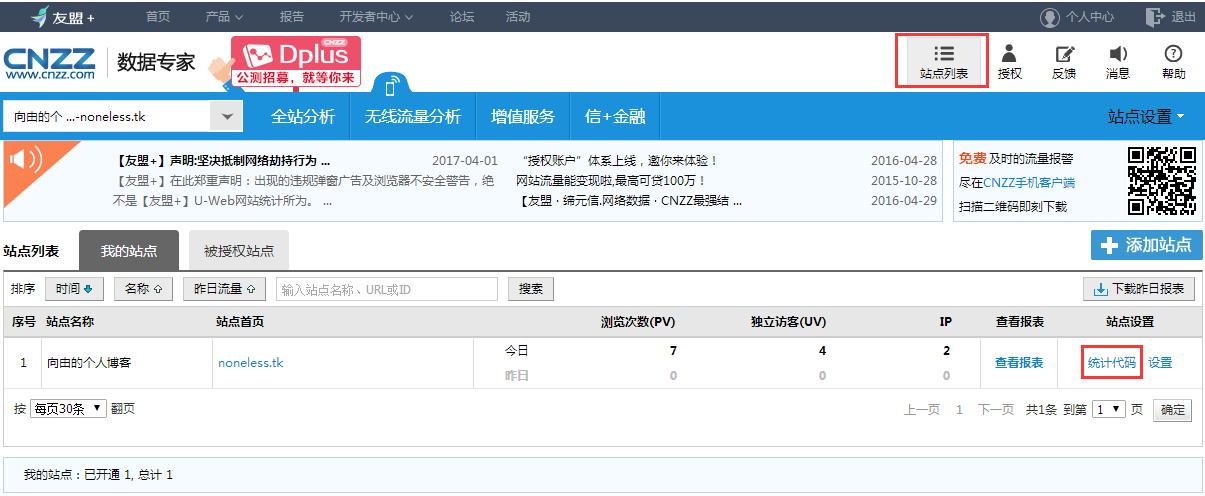 友盟+ 首页 产品 报告 开发者中心 论坛 活动 个人中心 退出
CNZZ
www.cnzz.com
数据专家
CNZZ
Dplus
公测招募，就等你来
站点列表 授权 反馈 消息 帮助
向由的个 ...-noneless.tk 全站分析 无线流量分析 增值服务 信+金融 站点设置
【友盟+】声明:坚决抵制网络劫持行为 ... 2017-04-01 “授权账户”体系上线，邀你来体验！ 2016-04-28
【友盟+】在此郑重声明：出现的违规弹窗广告及浏览器不安全警告，绝 网站流量能变现啦,最高可贷100万！ 2015-10-28
不是【友盟+】U-Web网站统计所为。 ... 【友盟·缔元信.网络数据·CNZZ最强结 ... 2016-04-29
免费 及时的流量报警
尽在CNZZ手机客户端
扫描二维码即刻下载
站点列表 我的站点 被授权站点 添加站点
排序 时间 名称 昨日流量 输入站点名称、URL或ID 搜索 下载昨日报表
序号 站点名称 站点首页 浏览次数(PV) 独立访客(UV) IP 查看报表 站点设置
1 向由的个人博客 noneless.tk 今日 7 4 2 查看报表 统计代码 设置
昨日 0 0 0
按 每页30条 翻页 上一页 1 下一页 共1条 到第 1 页 确定
我的站点：已开通 1, 总计 1